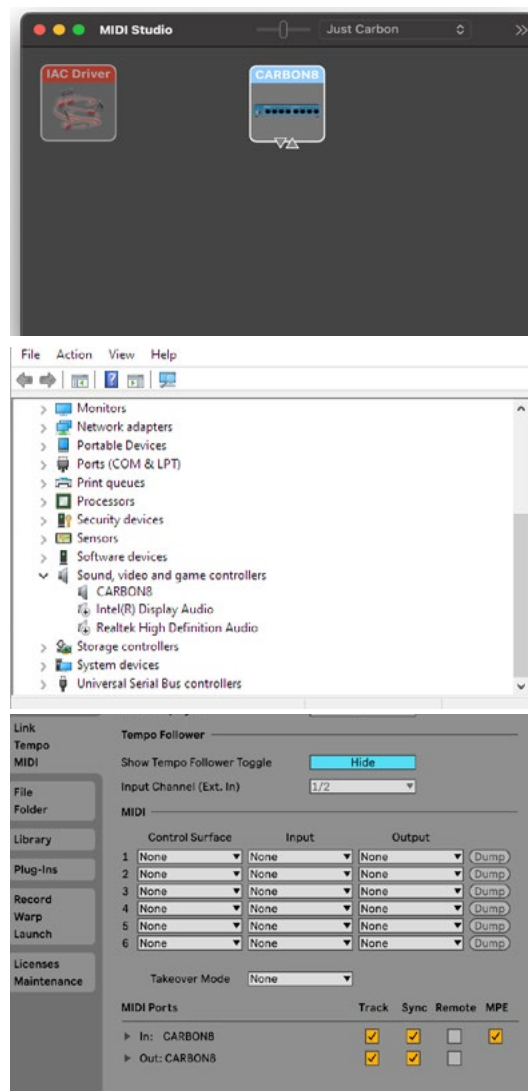 MIDI Studio
Just Carbon
IAC Driver
CARBON8
File Action View Help
Monitors
Network adapters
Portable Devices
Ports (COM & LPT)
Print queues
Processors
Security devices
Sensors
Software devices
Sound, video and game controllers
CARBON8
Intel(R) Display Audio
Realtek High Definition Audio
Storage controllers
System devices
Universal Serial Bus controllers
Link
Tempo
MIDI
File
Folder
Library
Plug-Ins
Record
Warp
Launch
Licenses
Maintenance
Tempo Follower
Show Tempo Follower Toggle Hide
Input Channel (Ext. In) 1/2
MIDI
Control Surface Input Output
1 None None None Dump
2 None None None Dump
3 None None None Dump
4 None None None Dump
5 None None None Dump
6 None None None Dump
Takeover Mode None
MIDI Ports Track Sync Remote MPE
In: CARBON8
Out: CARBON8